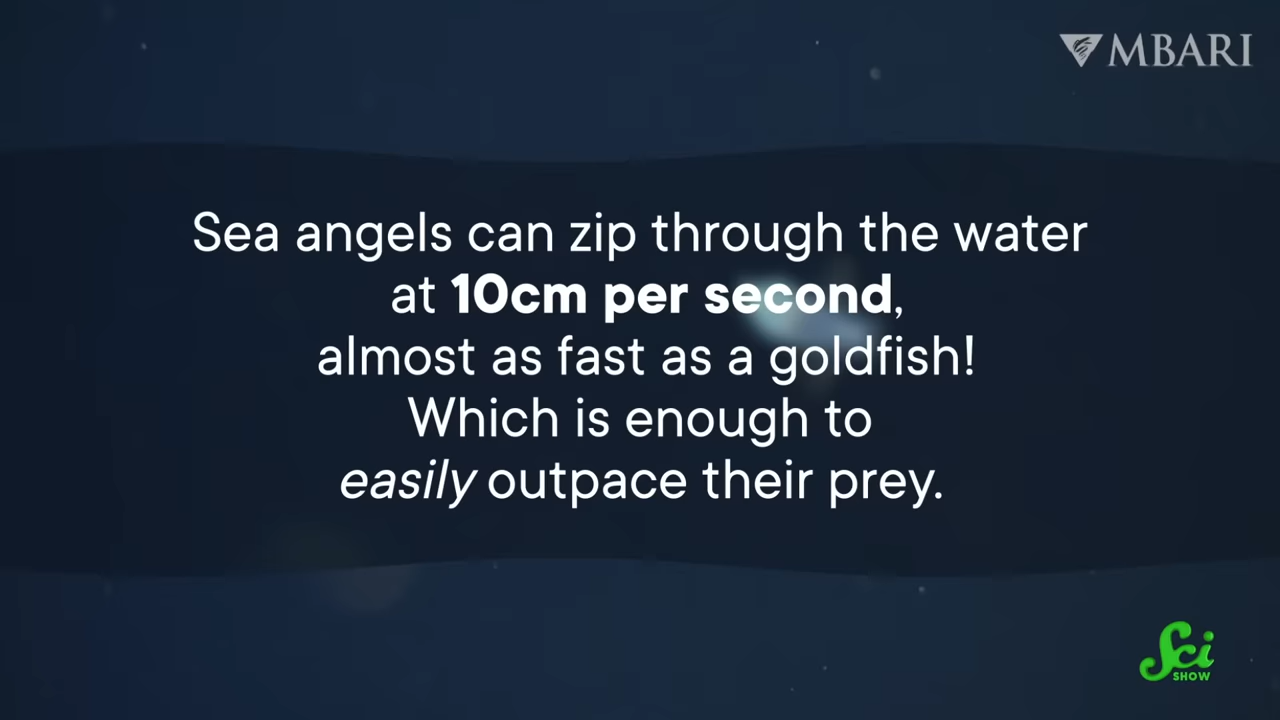 MBARI
Sea angels can zip through the water
at 10cm per second,
almost as fast as a goldfish!
Which is enough to
easily outpace their prey.
Sci
SHOW